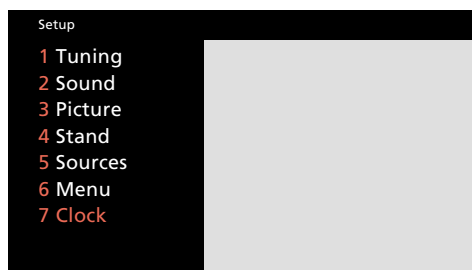 Setup
1 Tuning
2 Sound
3 Picture
4 Stand
5 Sources
6 Menu
7 Clock